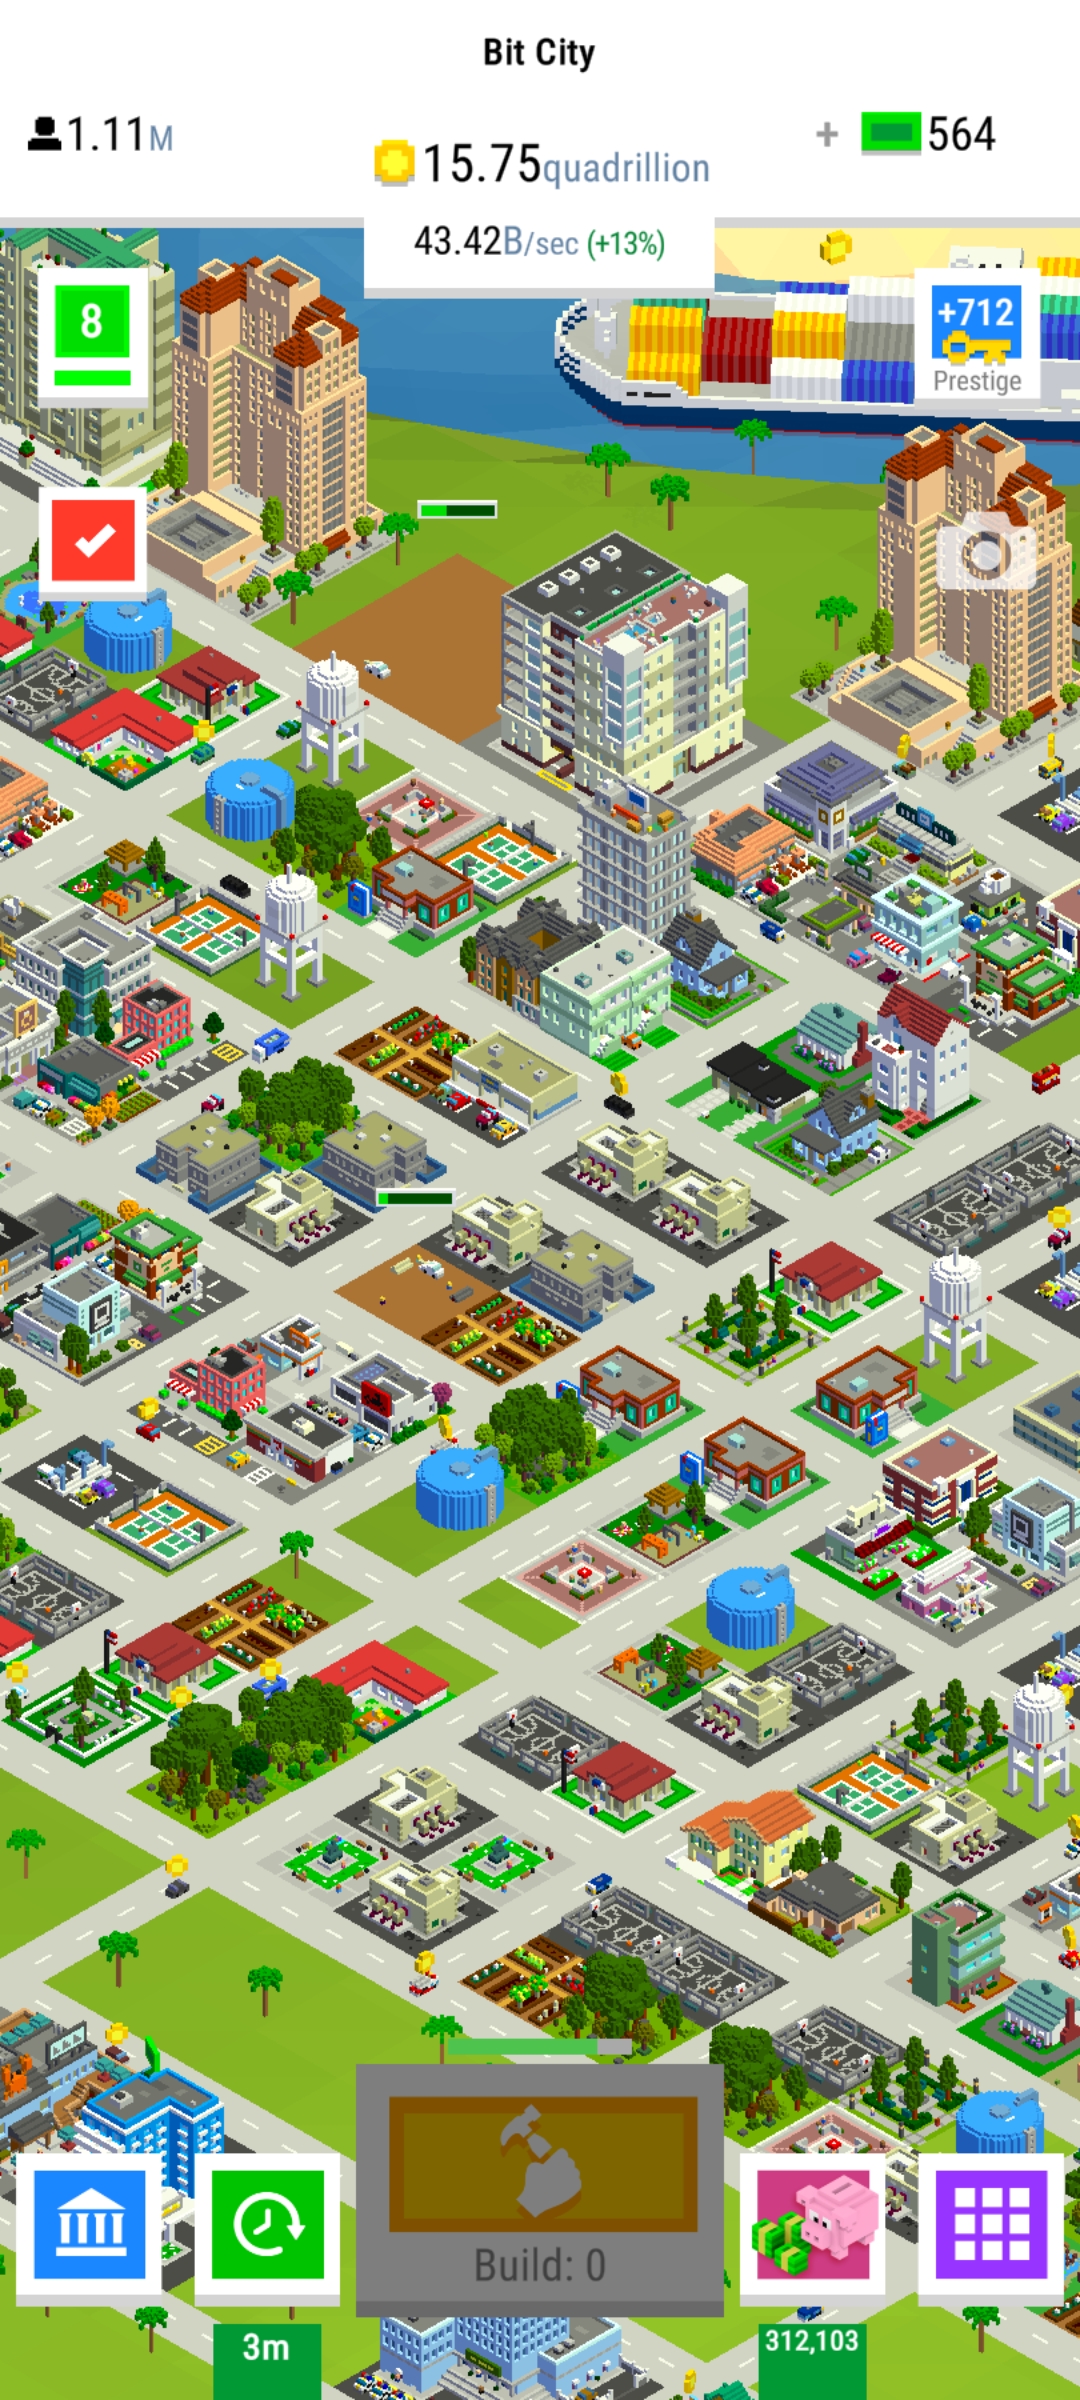 Bit City
1.11M
15.75quadrillion
+ 564
43.42B/sec (+13%)
8
+712
Prestige
Build: 0
3m
312,103